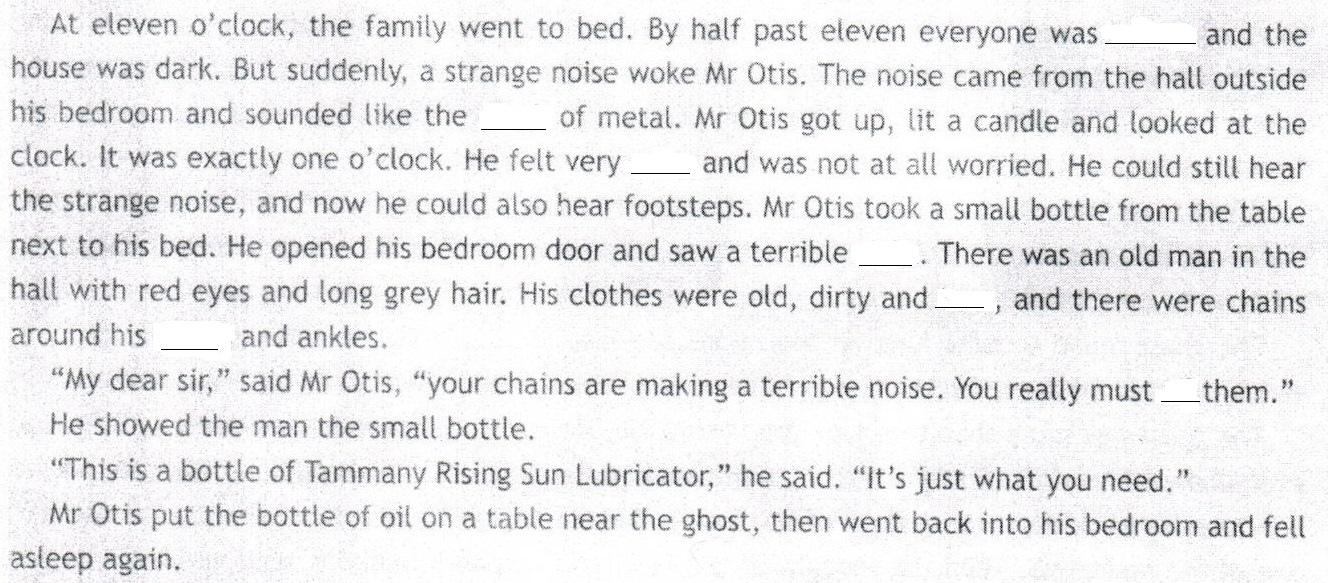 At eleven o'clock, the family went to bed. By half past eleven everyone was ______ and the
house was dark. But suddenly, a strange noise woke Mr Otis. The noise came from the hall outside
his bedroom and sounded like the ____ of metal. Mr Otis got up, lit a candle and looked at the
clock. It was exactly one o'clock. He felt very ____ and was not at all worried. He could still hear
the strange noise, and now he could also hear footsteps. Mr Otis took a small bottle from the table
next to his bed. He opened his bedroom door and saw a terrible ____ . There was an old man in the
hall with red eyes and long grey hair. His clothes were old, dirty and ____ , and there were chains
around his ____ and ankles.
“My dear sir,” said Mr Otis, “your chains are making a terrible noise. You really must ___ them.”
He showed the man the small bottle.
“This is a bottle of Tammany Rising Sun Lubricator,” he said. “It's just what you need.”
Mr Otis put the bottle of oil on a table near the ghost, then went back into his bedroom and fell
asleep again.